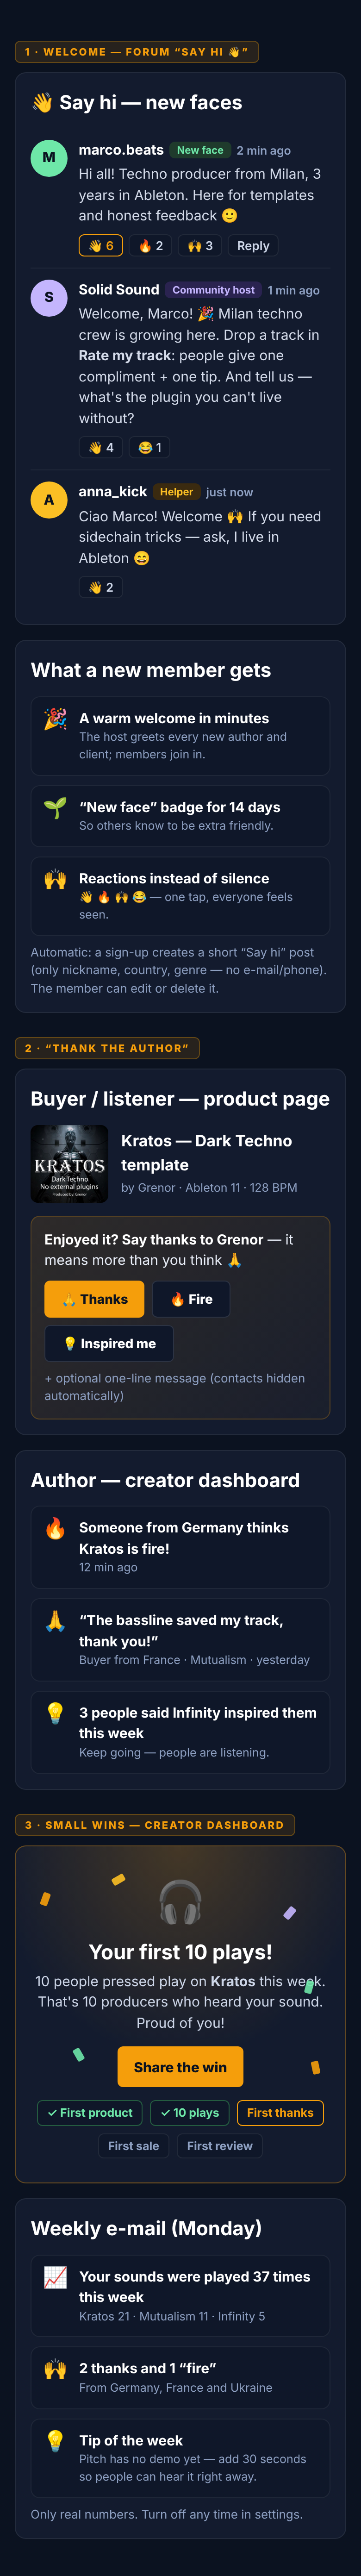 1 · WELCOME — FORUM “SAY HI 👋”
👋 Say hi — new faces
M
marco.beats New face 2 min ago
Hi all! Techno producer from Milan, 3
years in Ableton. Here for templates
and honest feedback 🙂
👋 6 🔥 2 🙌 3 Reply
S
Solid Sound Community host 1 min ago
Welcome, Marco! 🎉 Milan techno
crew is growing here. Drop a track in
Rate my track: people give one
compliment + one tip. And tell us —
what's the plugin you can't live
without?
👋 4 😂 1
A
anna_kick Helper just now
Ciao Marco! Welcome 🙌 If you need
sidechain tricks — ask, I live in
Ableton 😄
👋 2
What a new member gets
🎉 A warm welcome in minutes
The host greets every new author and
client; members join in.
🌱 “New face” badge for 14 days
So others know to be extra friendly.
🙌 Reactions instead of silence
👋 🔥 🙌 😂 — one tap, everyone feels
seen.
Automatic: a sign-up creates a short “Say hi” post
(only nickname, country, genre — no e-mail/phone).
The member can edit or delete it.
2 · “THANK THE AUTHOR”
Buyer / listener — product page
KRATOS
Dark Techno
No external plugins
Produced by Grenor
Kratos — Dark Techno
template
by Grenor · Ableton 11 · 128 BPM
Enjoyed it? Say thanks to Grenor — it
means more than you think 🙏
🙏 Thanks 🔥 Fire
💡 Inspired me
+ optional one-line message (contacts hidden
automatically)
Author — creator dashboard
🔥 Someone from Germany thinks
Kratos is fire!
12 min ago
🙏 “The bassline saved my track,
thank you!”
Buyer from France · Mutualism · yesterday
💡 3 people said Infinity inspired them
this week
Keep going — people are listening.
3 · SMALL WINS — CREATOR DASHBOARD
🎧
Your first 10 plays!
10 people pressed play on Kratos this week.
That's 10 producers who heard your sound.
Proud of you!
Share the win
✓ First product ✓ 10 plays First thanks
First sale First review
Weekly e-mail (Monday)
📈 Your sounds were played 37 times
this week
Kratos 21 · Mutualism 11 · Infinity 5
🙌 2 thanks and 1 “fire”
From Germany, France and Ukraine
💡 Tip of the week
Pitch has no demo yet — add 30 seconds
so people can hear it right away.
Only real numbers. Turn off any time in settings.